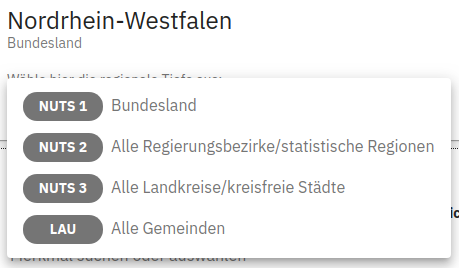 Nordrhein-Westfalen
Bundesland
Wähle hier die regionale Tiefe aus:
NUTS 1 Bundesland
NUTS 2 Alle Regierungsbezirke/statistische Regionen
NUTS 3 Alle Landkreise/kreisfreie Städte
LAU Alle Gemeinden
Merkmal suchen oder auswählen